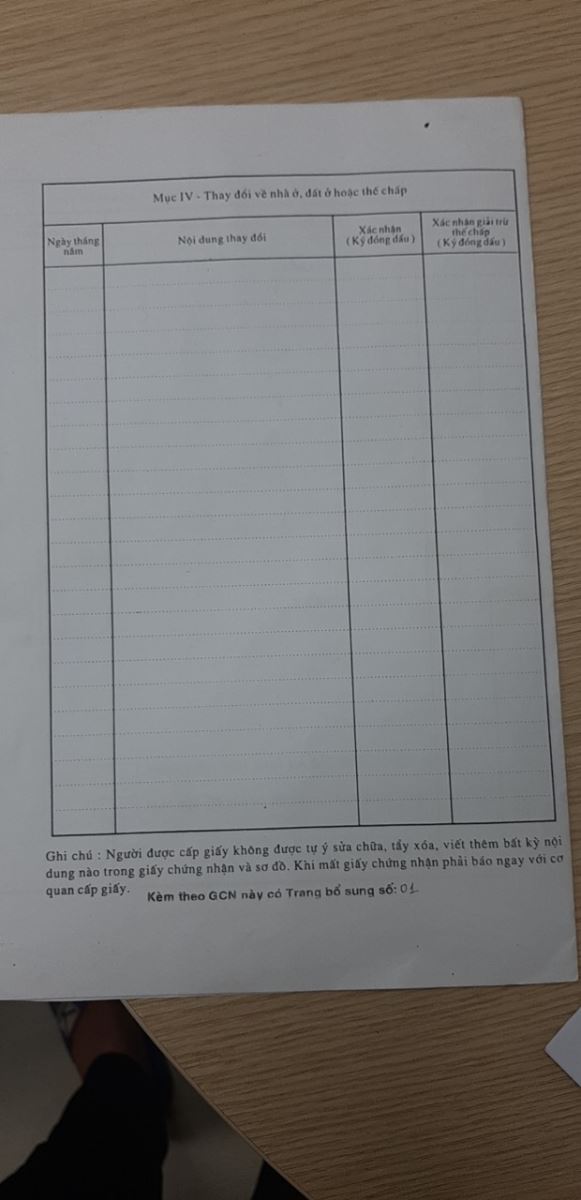 Mục IV - Thay đổi về nhà ở, đất ở hoặc thế chấp
Ngày tháng
năm
Nội dung thay đổi
Xác nhận
( Ký đóng dấu )
Xác nhận giải trừ
thế chấp
( Ký đóng dấu )
Ghi chú : Người được cấp giấy không được tự ý sửa chữa, tẩy xóa, viết thêm bất kỳ nội
dung nào trong giấy chứng nhận và sơ đồ. Khi mất giấy chứng nhận phải báo ngay với cơ
quan cấp giấy.
Kèm theo GCN này có Trang bổ sung số: 01